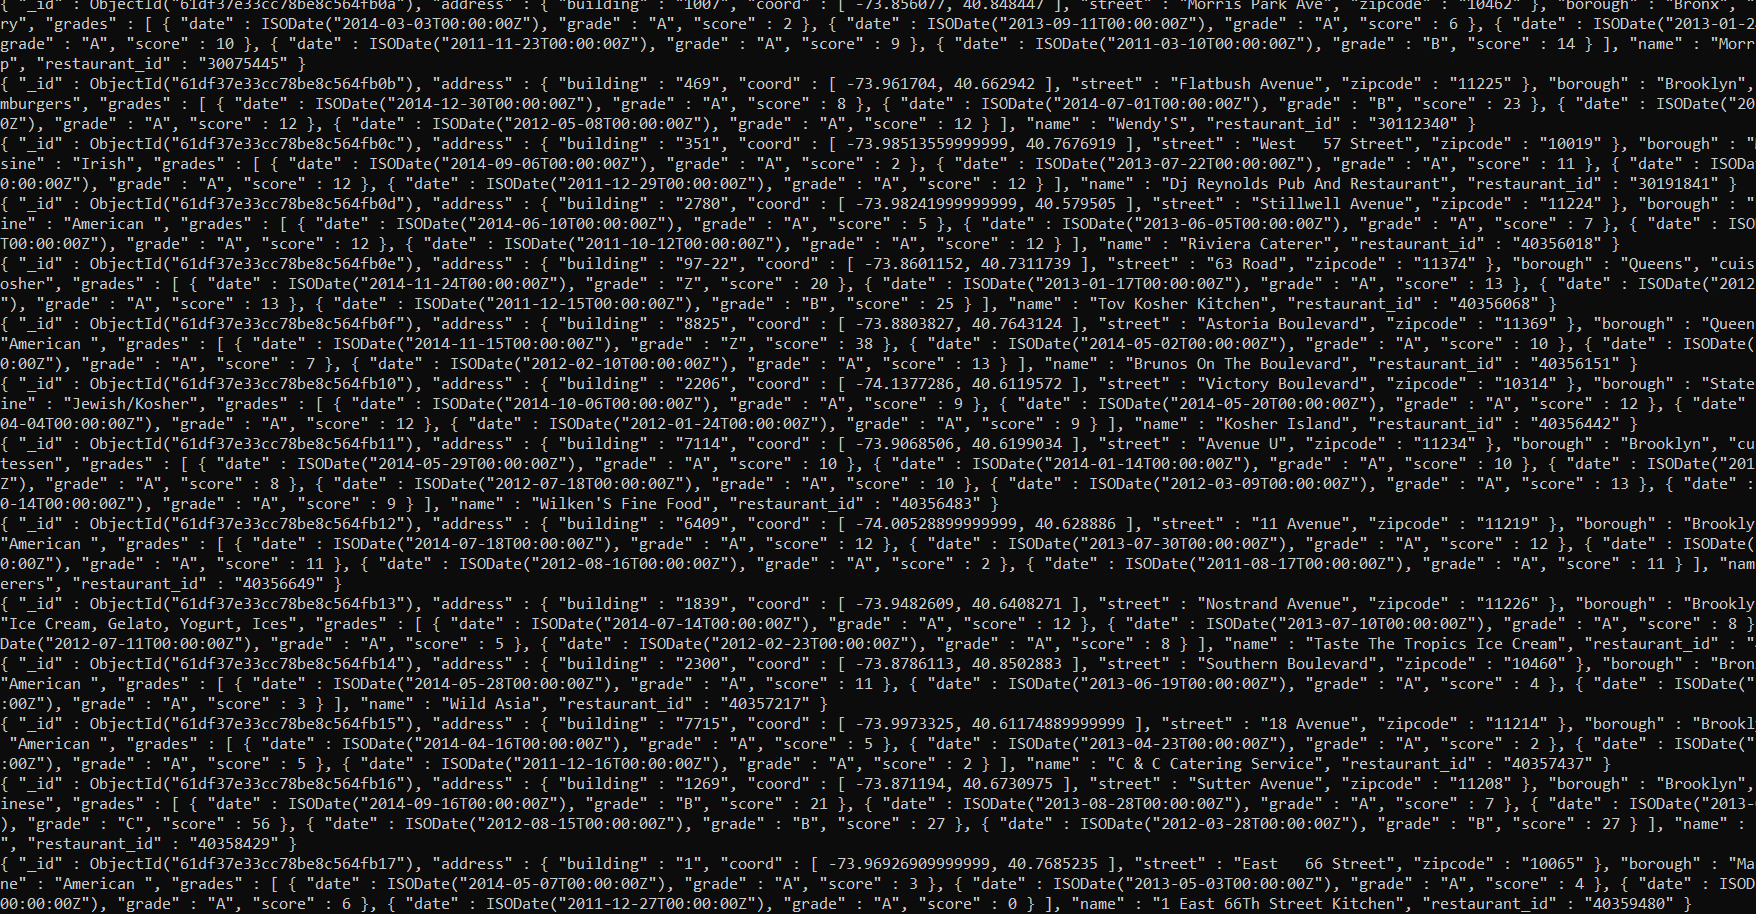 { "_id" : ObjectId("61df37e33cc78be8c564fb0a"), "address" : { "building" : "1007", "coord" : [ -73.856077, 40.848447 ], "street" : "Morris Park Ave", "zipcode" : "10462" }, "borough" : "Bronx", "
ry", "grades" : [ { "date" : ISODate("2014-03-03T00:00:00Z"), "grade" : "A", "score" : 2 }, { "date" : ISODate("2013-09-11T00:00:00Z"), "grade" : "A", "score" : 6 }, { "date" : ISODate("2013-01-2
grade" : "A", "score" : 10 }, { "date" : ISODate("2011-11-23T00:00:00Z"), "grade" : "A", "score" : 9 }, { "date" : ISODate("2011-03-10T00:00:00Z"), "grade" : "B", "score" : 14 } ], "name" : "Morr
p", "restaurant_id" : "30075445" }
{ "_id" : ObjectId("61df37e33cc78be8c564fb0b"), "address" : { "building" : "469", "coord" : [ -73.961704, 40.662942 ], "street" : "Flatbush Avenue", "zipcode" : "11225" }, "borough" : "Brooklyn",
mburgers", "grades" : [ { "date" : ISODate("2014-12-30T00:00:00Z"), "grade" : "A", "score" : 8 }, { "date" : ISODate("2014-07-01T00:00:00Z"), "grade" : "B", "score" : 23 }, { "date" : ISODate("20
0Z"), "grade" : "A", "score" : 12 }, { "date" : ISODate("2012-05-08T00:00:00Z"), "grade" : "A", "score" : 12 } ], "name" : "Wendy'S", "restaurant_id" : "30112340" }
{ "_id" : ObjectId("61df37e33cc78be8c564fb0c"), "address" : { "building" : "351", "coord" : [ -73.98513559999999, 40.7676919 ], "street" : "West   57 Street", "zipcode" : "10019" }, "borough" : "
sine" : "Irish", "grades" : [ { "date" : ISODate("2014-09-06T00:00:00Z"), "grade" : "A", "score" : 2 }, { "date" : ISODate("2013-07-22T00:00:00Z"), "grade" : "A", "score" : 11 }, { "date" : ISODa
0:00:00Z"), "grade" : "A", "score" : 12 }, { "date" : ISODate("2011-12-29T00:00:00Z"), "grade" : "A", "score" : 12 } ], "name" : "Dj Reynolds Pub And Restaurant", "restaurant_id" : "30191841" }
{ "_id" : ObjectId("61df37e33cc78be8c564fb0d"), "address" : { "building" : "2780", "coord" : [ -73.98241999999999, 40.579505 ], "street" : "Stillwell Avenue", "zipcode" : "11224" }, "borough" : "
ine" : "American ", "grades" : [ { "date" : ISODate("2014-06-10T00:00:00Z"), "grade" : "A", "score" : 5 }, { "date" : ISODate("2013-06-05T00:00:00Z"), "grade" : "A", "score" : 7 }, { "date" : ISO
T00:00:00Z"), "grade" : "A", "score" : 12 }, { "date" : ISODate("2011-10-12T00:00:00Z"), "grade" : "A", "score" : 12 } ], "name" : "Riviera Caterer", "restaurant_id" : "40356018" }
{ "_id" : ObjectId("61df37e33cc78be8c564fb0e"), "address" : { "building" : "97-22", "coord" : [ -73.8601152, 40.7311739 ], "street" : "63 Road", "zipcode" : "11374" }, "borough" : "Queens", "cuis
osher", "grades" : [ { "date" : ISODate("2014-11-24T00:00:00Z"), "grade" : "Z", "score" : 20 }, { "date" : ISODate("2013-01-17T00:00:00Z"), "grade" : "A", "score" : 13 }, { "date" : ISODate("2012
"), "grade" : "A", "score" : 13 }, { "date" : ISODate("2011-12-15T00:00:00Z"), "grade" : "B", "score" : 25 } ], "name" : "Tov Kosher Kitchen", "restaurant_id" : "40356068" }
{ "_id" : ObjectId("61df37e33cc78be8c564fb0f"), "address" : { "building" : "8825", "coord" : [ -73.8803827, 40.7643124 ], "street" : "Astoria Boulevard", "zipcode" : "11369" }, "borough" : "Queen
"American ", "grades" : [ { "date" : ISODate("2014-11-15T00:00:00Z"), "grade" : "Z", "score" : 38 }, { "date" : ISODate("2014-05-02T00:00:00Z"), "grade" : "A", "score" : 10 }, { "date" : ISODate(
0:00Z"), "grade" : "A", "score" : 7 }, { "date" : ISODate("2012-02-10T00:00:00Z"), "grade" : "A", "score" : 13 } ], "name" : "Brunos On The Boulevard", "restaurant_id" : "40356151" }
{ "_id" : ObjectId("61df37e33cc78be8c564fb10"), "address" : { "building" : "2206", "coord" : [ -74.1377286, 40.6119572 ], "street" : "Victory Boulevard", "zipcode" : "10314" }, "borough" : "State
ine" : "Jewish/Kosher", "grades" : [ { "date" : ISODate("2014-10-06T00:00:00Z"), "grade" : "A", "score" : 9 }, { "date" : ISODate("2014-05-20T00:00:00Z"), "grade" : "A", "score" : 12 }, { "date" 
04-04T00:00:00Z"), "grade" : "A", "score" : 12 }, { "date" : ISODate("2012-01-24T00:00:00Z"), "grade" : "A", "score" : 9 } ], "name" : "Kosher Island", "restaurant_id" : "40356442" }
{ "_id" : ObjectId("61df37e33cc78be8c564fb11"), "address" : { "building" : "7114", "coord" : [ -73.9068506, 40.6199034 ], "street" : "Avenue U", "zipcode" : "11234" }, "borough" : "Brooklyn", "cu
tessen", "grades" : [ { "date" : ISODate("2014-05-29T00:00:00Z"), "grade" : "A", "score" : 10 }, { "date" : ISODate("2014-01-14T00:00:00Z"), "grade" : "A", "score" : 10 }, { "date" : ISODate("201
Z"), "grade" : "A", "score" : 8 }, { "date" : ISODate("2012-07-18T00:00:00Z"), "grade" : "A", "score" : 10 }, { "date" : ISODate("2012-03-09T00:00:00Z"), "grade" : "A", "score" : 13 }, { "date" :
0-14T00:00:00Z"), "grade" : "A", "score" : 9 } ], "name" : "Wilken'S Fine Food", "restaurant_id" : "40356483" }
{ "_id" : ObjectId("61df37e33cc78be8c564fb12"), "address" : { "building" : "6409", "coord" : [ -74.00528899999999, 40.628886 ], "street" : "11 Avenue", "zipcode" : "11219" }, "borough" : "Brookly
"American ", "grades" : [ { "date" : ISODate("2014-07-18T00:00:00Z"), "grade" : "A", "score" : 12 }, { "date" : ISODate("2013-07-30T00:00:00Z"), "grade" : "A", "score" : 12 }, { "date" : ISODate(
0:00Z"), "grade" : "A", "score" : 11 }, { "date" : ISODate("2012-08-16T00:00:00Z"), "grade" : "A", "score" : 2 }, { "date" : ISODate("2011-08-17T00:00:00Z"), "grade" : "A", "score" : 11 } ], "nam
erers", "restaurant_id" : "40356649" }
{ "_id" : ObjectId("61df37e33cc78be8c564fb13"), "address" : { "building" : "1839", "coord" : [ -73.9482609, 40.6408271 ], "street" : "Nostrand Avenue", "zipcode" : "11226" }, "borough" : "Brookly
"Ice Cream, Gelato, Yogurt, Ices", "grades" : [ { "date" : ISODate("2014-07-14T00:00:00Z"), "grade" : "A", "score" : 12 }, { "date" : ISODate("2013-07-10T00:00:00Z"), "grade" : "A", "score" : 8 }
Date("2012-07-11T00:00:00Z"), "grade" : "A", "score" : 5 }, { "date" : ISODate("2012-02-23T00:00:00Z"), "grade" : "A", "score" : 8 } ], "name" : "Taste The Tropics Ice Cream", "restaurant_id" : "
{ "_id" : ObjectId("61df37e33cc78be8c564fb14"), "address" : { "building" : "2300", "coord" : [ -73.8786113, 40.8502883 ], "street" : "Southern Boulevard", "zipcode" : "10460" }, "borough" : "Bron
"American ", "grades" : [ { "date" : ISODate("2014-05-28T00:00:00Z"), "grade" : "A", "score" : 11 }, { "date" : ISODate("2013-06-19T00:00:00Z"), "grade" : "A", "score" : 4 }, { "date" : ISODate("
:00Z"), "grade" : "A", "score" : 3 } ], "name" : "Wild Asia", "restaurant_id" : "40357217" }
{ "_id" : ObjectId("61df37e33cc78be8c564fb15"), "address" : { "building" : "7715", "coord" : [ -73.9973325, 40.61174889999999 ], "street" : "18 Avenue", "zipcode" : "11214" }, "borough" : "Brookl
 "American ", "grades" : [ { "date" : ISODate("2014-04-16T00:00:00Z"), "grade" : "A", "score" : 5 }, { "date" : ISODate("2013-04-23T00:00:00Z"), "grade" : "A", "score" : 2 }, { "date" : ISODate("
:00Z"), "grade" : "A", "score" : 5 }, { "date" : ISODate("2011-12-16T00:00:00Z"), "grade" : "A", "score" : 2 } ], "name" : "C & C Catering Service", "restaurant_id" : "40357437" }
{ "_id" : ObjectId("61df37e33cc78be8c564fb16"), "address" : { "building" : "1269", "coord" : [ -73.871194, 40.6730975 ], "street" : "Sutter Avenue", "zipcode" : "11208" }, "borough" : "Brooklyn",
inese", "grades" : [ { "date" : ISODate("2014-09-16T00:00:00Z"), "grade" : "B", "score" : 21 }, { "date" : ISODate("2013-08-28T00:00:00Z"), "grade" : "A", "score" : 7 }, { "date" : ISODate("2013-
), "grade" : "C", "score" : 56 }, { "date" : ISODate("2012-08-15T00:00:00Z"), "grade" : "B", "score" : 27 }, { "date" : ISODate("2012-03-28T00:00:00Z"), "grade" : "B", "score" : 27 } ], "name" :
", "restaurant_id" : "40358429" }
{ "_id" : ObjectId("61df37e33cc78be8c564fb17"), "address" : { "building" : "1", "coord" : [ -73.96926909999999, 40.7685235 ], "street" : "East   66 Street", "zipcode" : "10065" }, "borough" : "Ma
ne" : "American ", "grades" : [ { "date" : ISODate("2014-05-07T00:00:00Z"), "grade" : "A", "score" : 3 }, { "date" : ISODate("2013-05-03T00:00:00Z"), "grade" : "A", "score" : 4 }, { "date" : ISOD
00:00:00Z"), "grade" : "A", "score" : 6 }, { "date" : ISODate("2011-12-27T00:00:00Z"), "grade" : "A", "score" : 0 } ], "name" : "1 East 66Th Street Kitchen", "restaurant_id" : "40359480" }